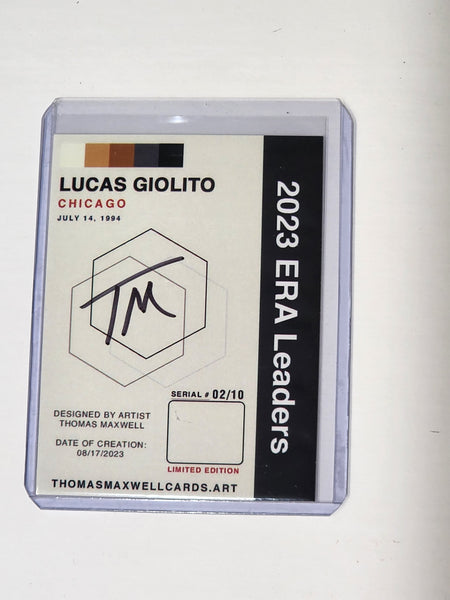 LUCAS GIOLITO
CHICAGO
JULY 14, 1994
TM
SERIAL # 02/10
DESIGNED BY ARTIST
THOMAS MAXWELL
DATE OF CREATION:
08/17/2023
LIMITED EDITION
THOMASMAXWELLCARDS.ART
2023 ERA Leaders